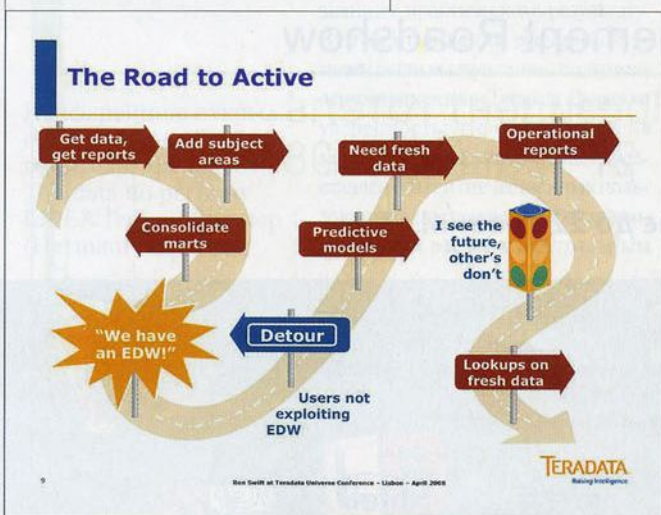 The Road to Active
Get data,
get reports
Add subject
areas
Need fresh
data
Operational
reports
Consolidate
marts
Predictive
models
I see the
future,
other's
don't
"We have
an EDW!"
Detour
Users not
exploiting
EDW
Lookups on
fresh data
9
Ron Swift at Teradata Universe Conference – Lisbon – April 2008
TERADATA
Raising Intelligence